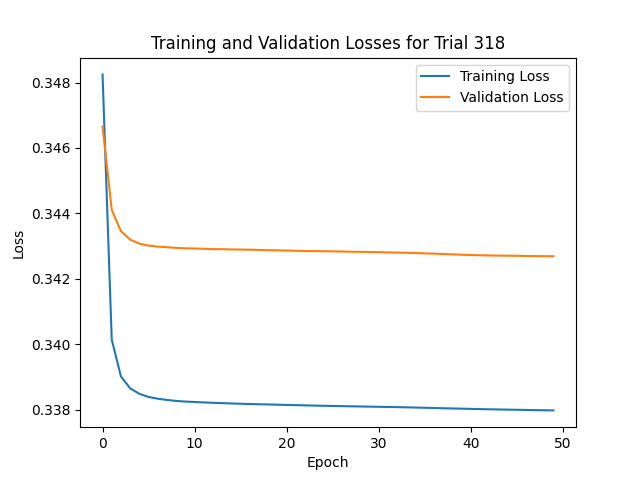 Training and Validation Losses for Trial 318
Training Loss
Validation Loss
Loss
0.348
0.346
0.344
0.342
0.340
0.338
0 10 20 30 40 50
Epoch